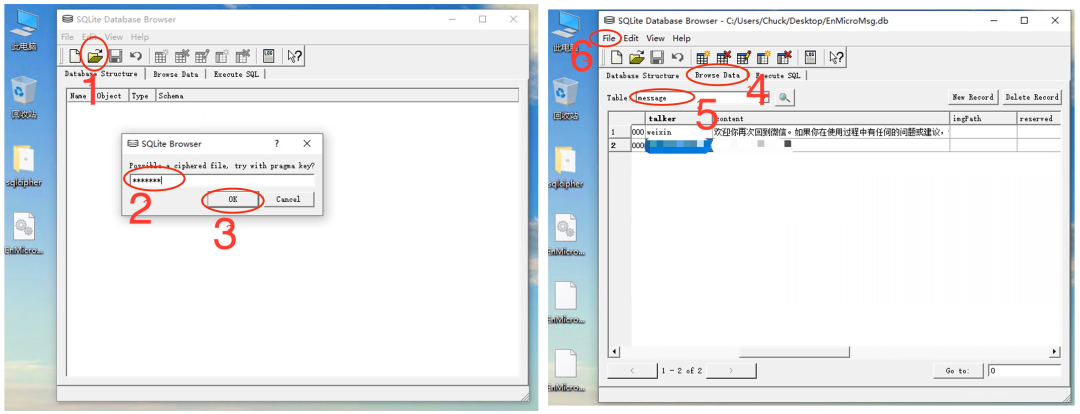 SQLite Database Browser
File Edit View Help
此电脑
1
Database Structure Browse Data Execute SQL
Name Object Type Schema
回收站
SQLite Browser
Possible a ciphered file, try with pragma key?
*******
OK Cancel
2
3
sqlcipher
EnMicro...
SQLite Database Browser - C:/Users/Chuck/Desktop/EnMicroMsg.db
File Edit View Help
6
此电脑
Database Structure Browse Data Execute SQL
4
Table: message
5
New Record Delete Record
talker content imgPath reserved
1 000 weixin 欢迎你再次回到微信。如果你在使用过程中有任何的问题或建议，
2 000
回收站
sqlcipher
EnMicro...
EnMicro...
EnMicro...
< 1 - 2 of 2 >
Go to: 0